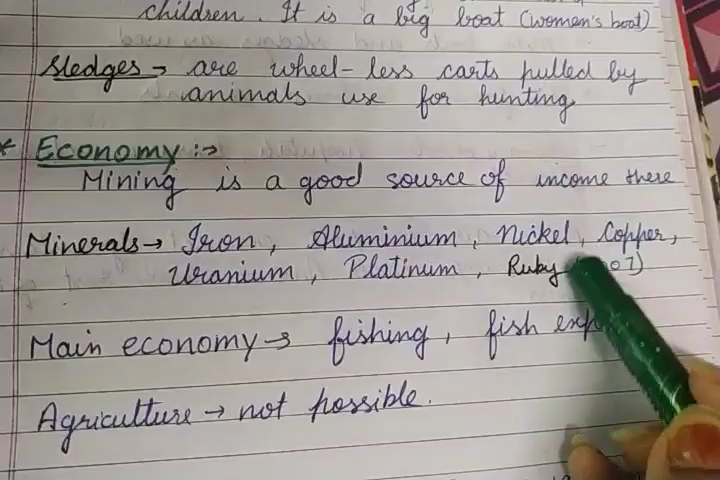 children. It is a big boat (women's boat)
Sledges → are wheel-less carts pulled by
animals use for hunting
* Economy :→
Mining is a good source of income there
Minerals → Iron, Aluminium, Nickel, Copper,
Uranium, Platinum, Ruby
Main economy → fishing, fish
Agriculture → not possible.